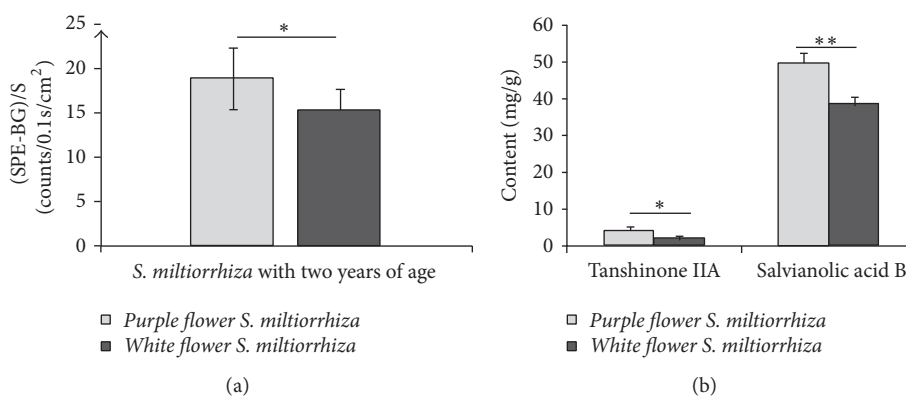 (SPE-BG)/S
(counts/0.1s/cm²)
25
20
15
10
5
0
*
S. miltiorrhiza with two years of age
Purple flower S. miltiorrhiza
White flower S. miltiorrhiza
(a)
Content (mg/g)
60
50
40
30
20
10
0
*
**
Tanshinone IIA
Salvianolic acid B
Purple flower S. miltiorrhiza
White flower S. miltiorrhiza
(b)